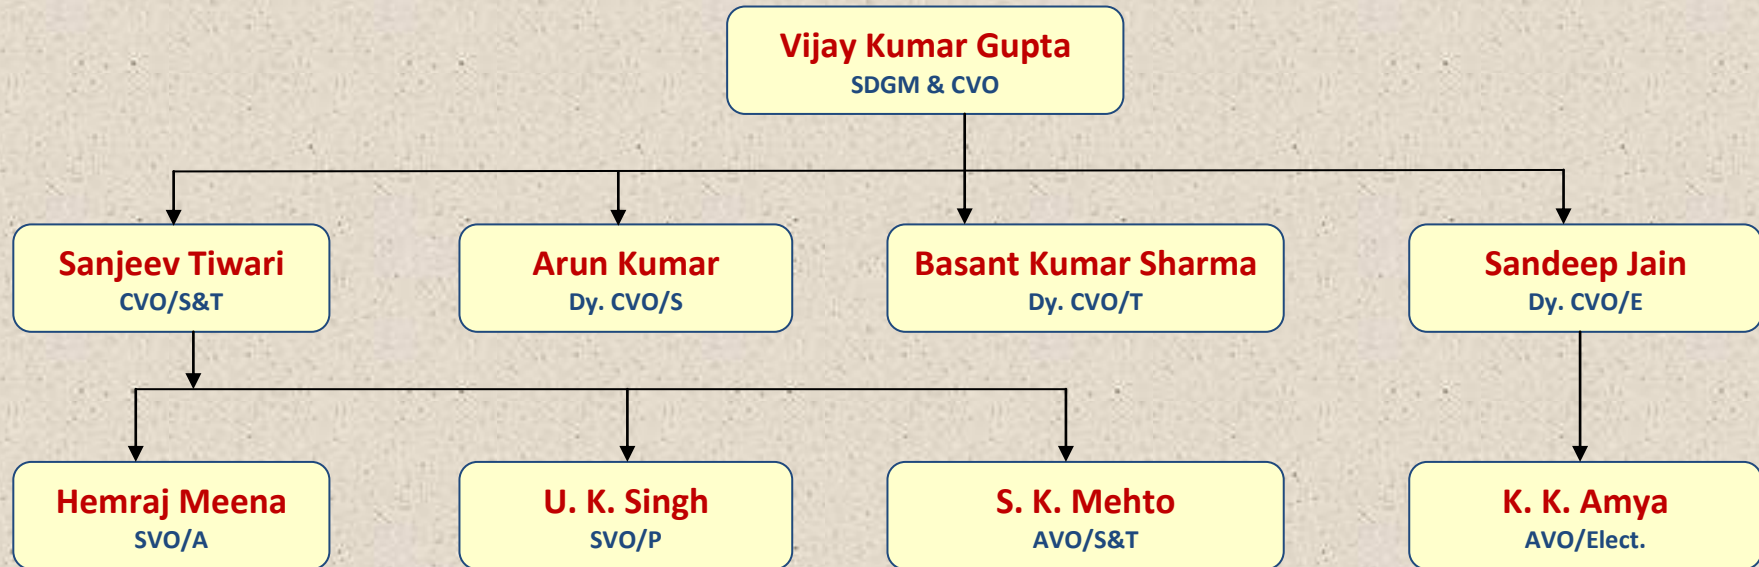 Vijay Kumar Gupta
SDGM & CVO
Sanjeev Tiwari
CVO/S&T
Arun Kumar
Dy. CVO/S
Basant Kumar Sharma
Dy. CVO/T
Sandeep Jain
Dy. CVO/E
Hemraj Meena
SVO/A
U. K. Singh
SVO/P
S. K. Mehto
AVO/S&T
K. K. Amya
AVO/Elect.